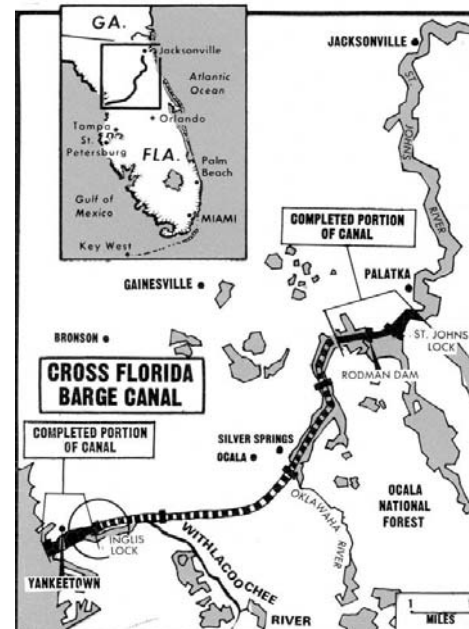 GA.
Jacksonville
Atlantic
Ocean
Orlando
Tampa
St.
Petersburg
FLA.
Palm
Beach
Gulf of
Mexico
MIAMI
Key West
JACKSONVILLE
ST. JOHNS RIVER
COMPLETED PORTION
OF CANAL
GAINESVILLE
PALATKA
BRONSON
ST. JOHNS
LOCK
RODMAN DAM
CROSS FLORIDA
BARGE CANAL
COMPLETED PORTION
OF CANAL
SILVER SPRINGS
OCALA
OKLAWAHA
RIVER
OCALA
NATIONAL
FOREST
INGLIS
LOCK
WITHLACOOCHEE
RIVER
YANKEETOWN
1
MILES